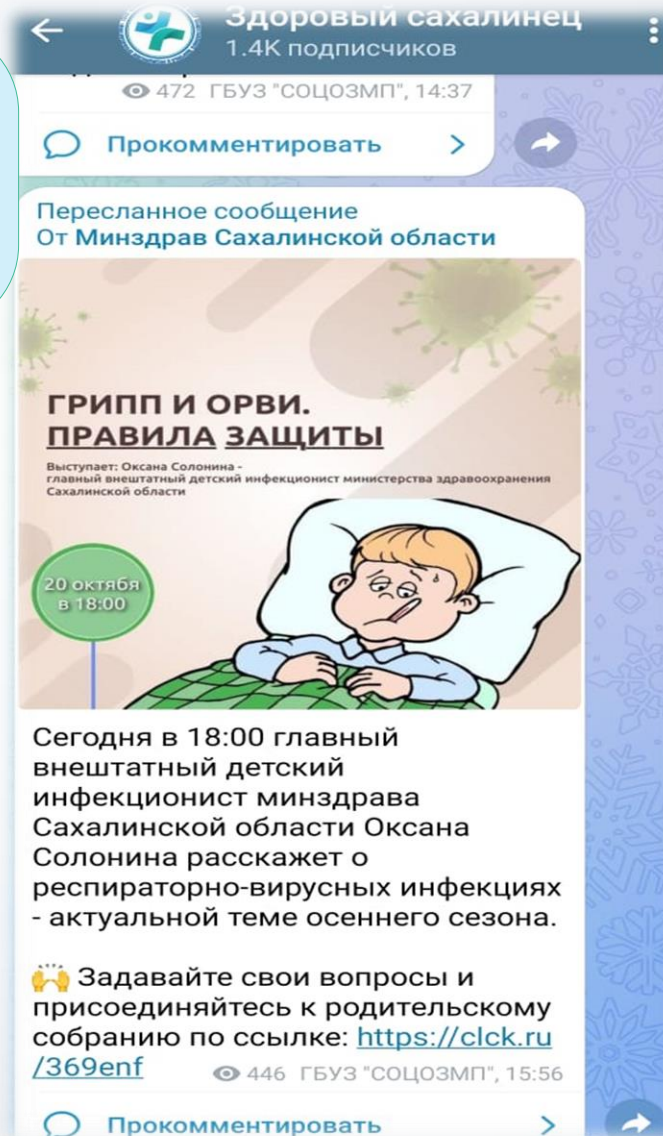 Здоровый сахалинец
1.4K подписчиков
472 ГБУЗ "СОЦОЗМП", 14:37
Прокомментировать
Пересланное сообщение
От Минздрав Сахалинской области
ГРИПП И ОРВИ.
ПРАВИЛА ЗАЩИТЫ
Выступает: Оксана Солонина -
главный внештатный детский инфекционист министерства здравоохранения
Сахалинской области
20 октября
в 18:00
Сегодня в 18:00 главный
внештатный детский
инфекционист минздрава
Сахалинской области Оксана
Солонина расскажет о
респираторно-вирусных инфекциях
- актуальной теме осеннего сезона.
🙌 Задавайте свои вопросы и
присоединяйтесь к родительскому
собранию по ссылке: https://clck.ru
/369enf
446 ГБУЗ "СОЦОЗМП", 15:56
Прокомментировать